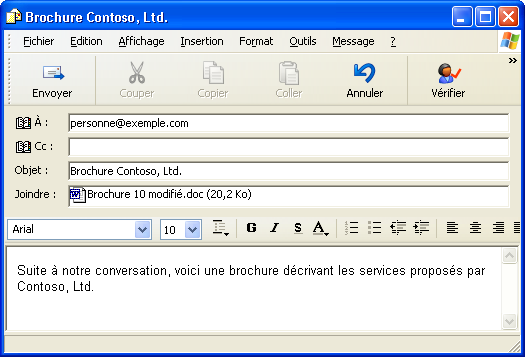 Brochure Contoso, Ltd.
Fichier Edition Affichage Insertion Format Outils Message ?
Envoyer Couper Copier Coller Annuler Vérifier
À : personne@exemple.com
Cc :
Objet : Brochure Contoso, Ltd.
Joindre : Brochure 10 modifié.doc (20,2 Ko)
Arial 10 G I S A
Suite à notre conversation, voici une brochure décrivant les services proposés par
Contoso, Ltd.